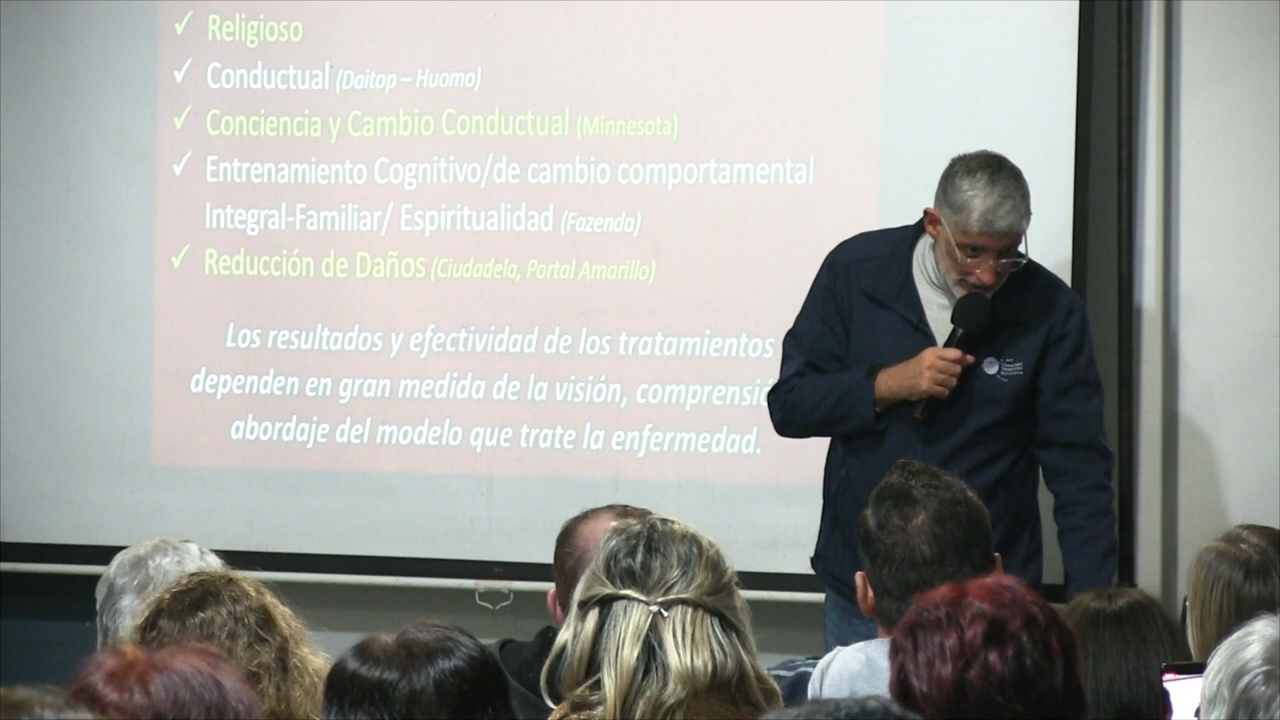 ✓ Religioso
✓ Conductual (Daitop – Huomo)
✓ Conciencia y Cambio Conductual (Minnesota)
✓ Entrenamiento Cognitivo/de cambio comportamental
Integral-Familiar/ Espiritualidad (Fazenda)
✓ Reducción de Daños (Ciudadela, Portal Amarillo)
Los resultados y efectividad de los tratamientos
dependen en gran medida de la visión, comprensió
abordaje del modelo que trate la enfermedad.